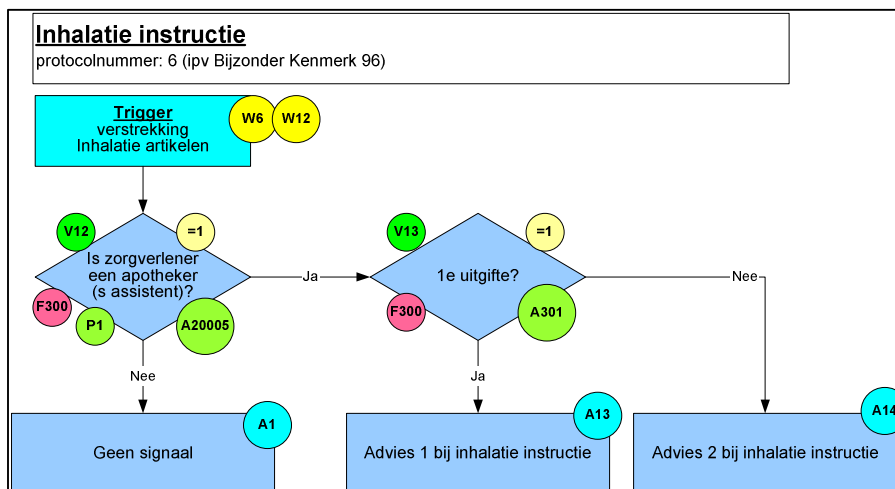 Inhalatie instructie
protocolnummer: 6 (ipv Bijzonder Kenmerk 96)
Trigger
verstrekking
Inhalatie artikelen
W6
W12
V12
=1
Is zorgverlener
een apotheker
(s assistent)?
F300
P1
A20005
Ja
V13
=1
1e uitgifte?
F300
A301
Nee
Nee
Ja
A1
Geen signaal
A13
Advies 1 bij inhalatie instructie
A14
Advies 2 bij inhalatie instructie